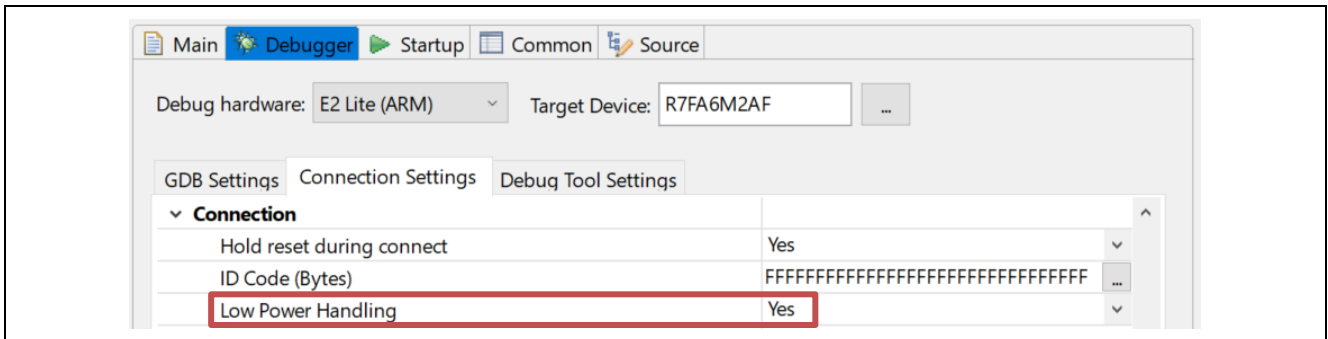 Main Debugger Startup Common Source
Debug hardware: E2 Lite (ARM) Target Device: R7FA6M2AF ...
GDB Settings Connection Settings Debug Tool Settings
Connection
Hold reset during connect Yes
ID Code (Bytes) FFFFFFFFFFFFFFFFFFFFFFFFFFFFFFFF ...
Low Power Handling Yes